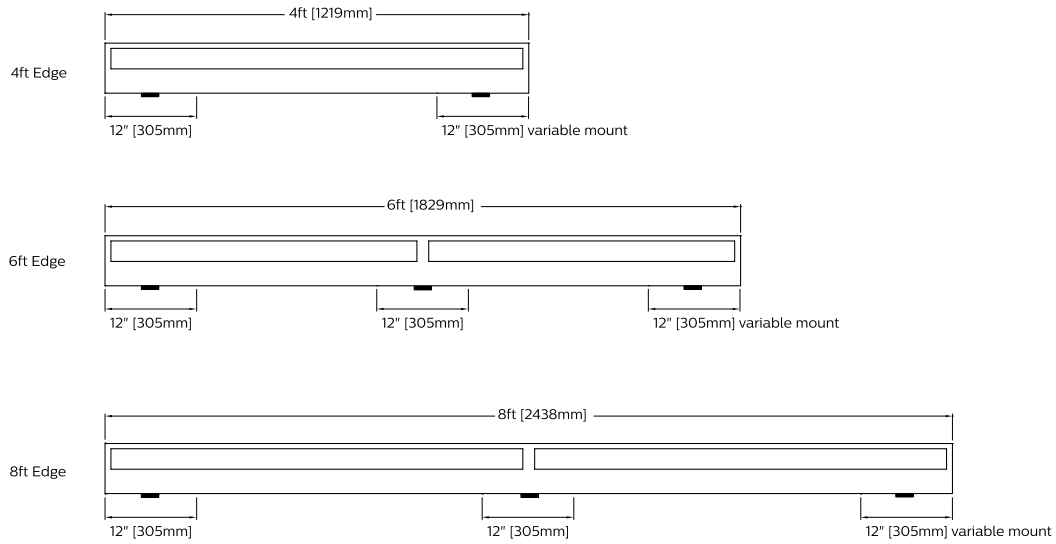 4ft [1219mm]
4ft Edge
12" [305mm]
12" [305mm] variable mount
6ft [1829mm]
6ft Edge
12" [305mm]
12" [305mm]
12" [305mm] variable mount
8ft [2438mm]
8ft Edge
12" [305mm]
12" [305mm]
12" [305mm] variable mount